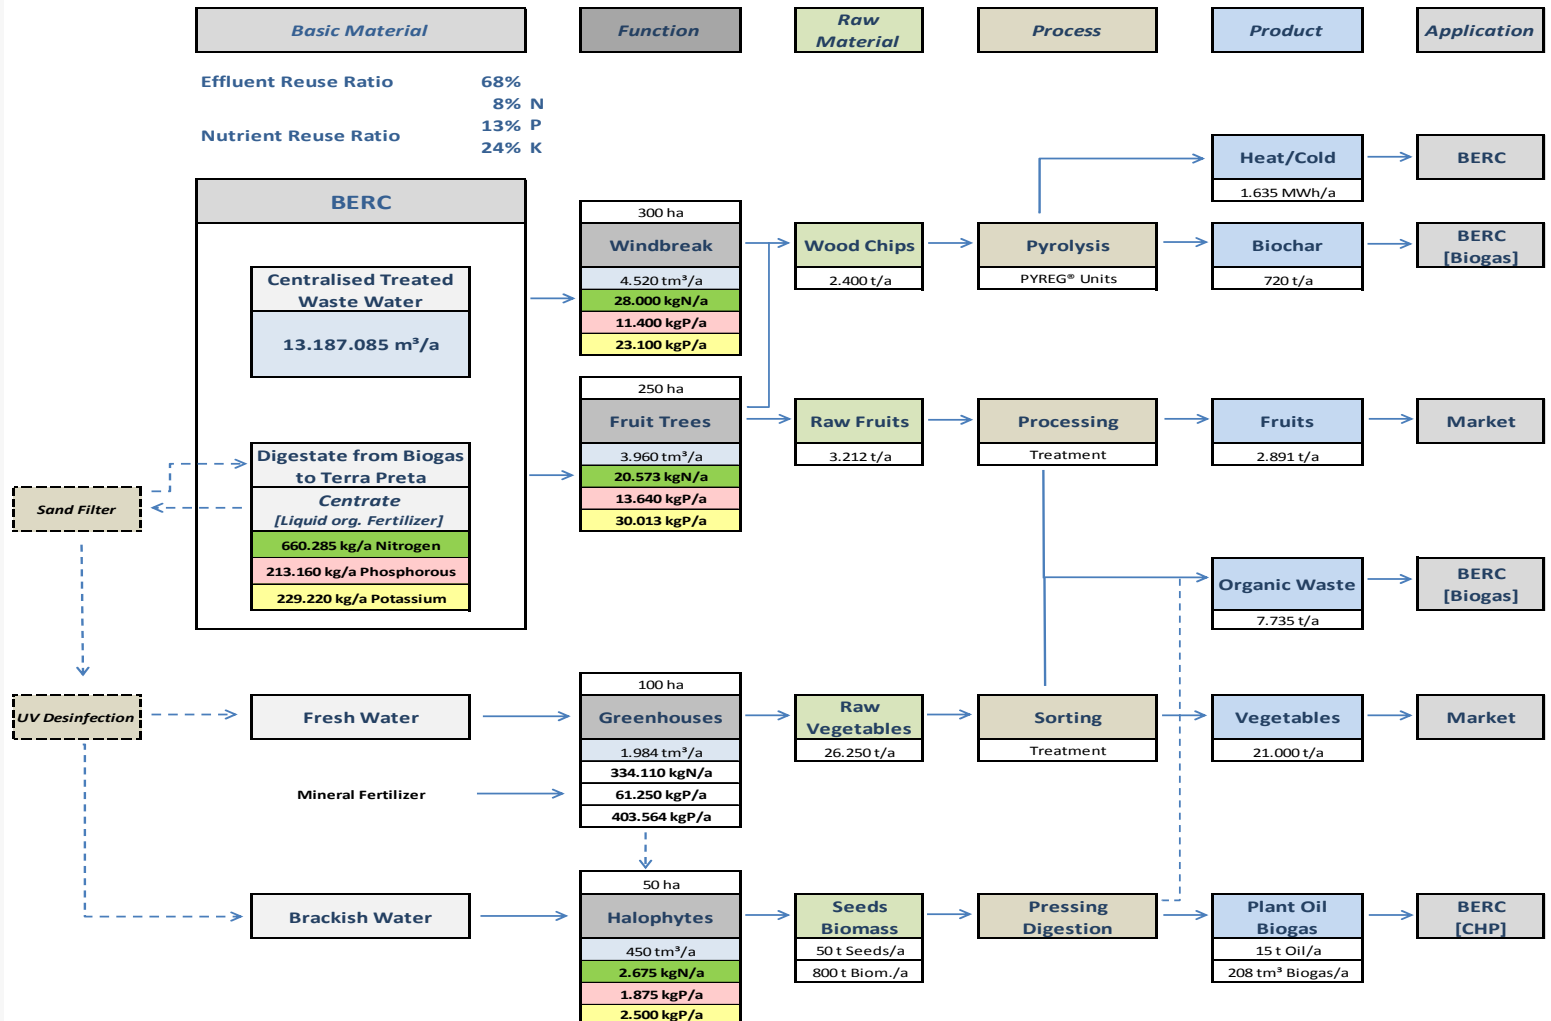 Basic Material
Function
Raw
Material
Process
Product
Application
Effluent Reuse Ratio
68%
8% N
Nutrient Reuse Ratio
13% P
24% K
Heat/Cold
1.635 MWh/a
BERC
BERC
Centralised Treated
Waste Water
13.187.085 m³/a
300 ha
Windbreak
4.520 tm³/a
28.000 kgN/a
11.400 kgP/a
23.100 kgP/a
Wood Chips
2.400 t/a
Pyrolysis
PYREG® Units
Biochar
720 t/a
BERC
[Biogas]
Digestate from Biogas
to Terra Preta
Centrate
[Liquid org. Fertilizer]
660.285 kg/a Nitrogen
213.160 kg/a Phosphorous
229.220 kg/a Potassium
Sand Filter
250 ha
Fruit Trees
3.960 tm³/a
20.573 kgN/a
13.640 kgP/a
30.013 kgP/a
Raw Fruits
3.212 t/a
Processing
Treatment
Fruits
2.891 t/a
Market
Organic Waste
7.735 t/a
BERC
[Biogas]
UV Desinfection
Fresh Water
Mineral Fertilizer
100 ha
Greenhouses
1.984 tm³/a
334.110 kgN/a
61.250 kgP/a
403.564 kgP/a
Raw
Vegetables
26.250 t/a
Sorting
Treatment
Vegetables
21.000 t/a
Market
Brackish Water
50 ha
Halophytes
450 tm³/a
2.675 kgN/a
1.875 kgP/a
2.500 kgP/a
Seeds
Biomass
50 t Seeds/a
800 t Biom./a
Pressing
Digestion
Plant Oil
Biogas
15 t Oil/a
208 tm³ Biogas/a
BERC
[CHP]